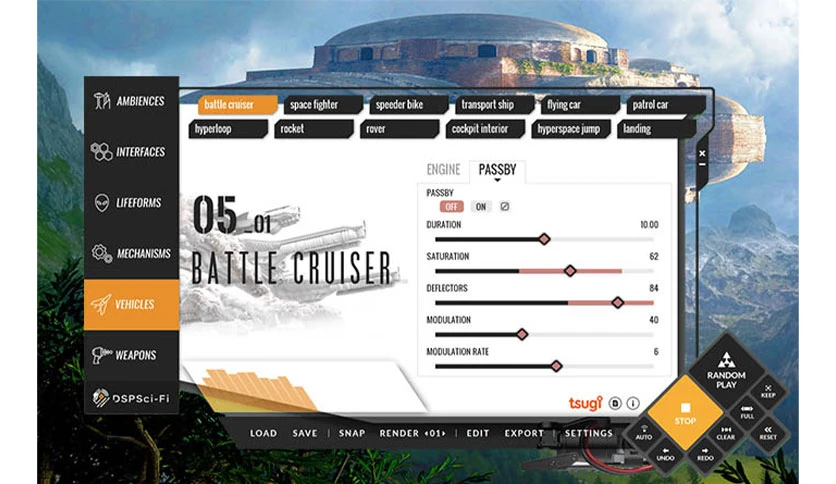 AMBIENCES
INTERFACES
LIFEFORMS
MECHANISMS
VEHICLES
WEAPONS
DSPSCi-Fi
battle cruiser space fighter speeder bike transport ship flying car patrol car
hyperloop rocket rover cockpit interior hyperspace jump landing
x
05_01
BATTLE CRUISER
ENGINE PASSBY
PASSBY
OFF ON
DURATION 10.00
SATURATION 62
DEFLECTORS 84
MODULATION 40
MODULATION RATE 6
tsugi B i
LOAD SAVE | SNAP RENDER ◂01▸ | EDIT EXPORT | SETTINGS
RANDOM
PLAY
KEEP
STOP
FULL
AUTO
CLEAR
RESET
UNDO
REDO